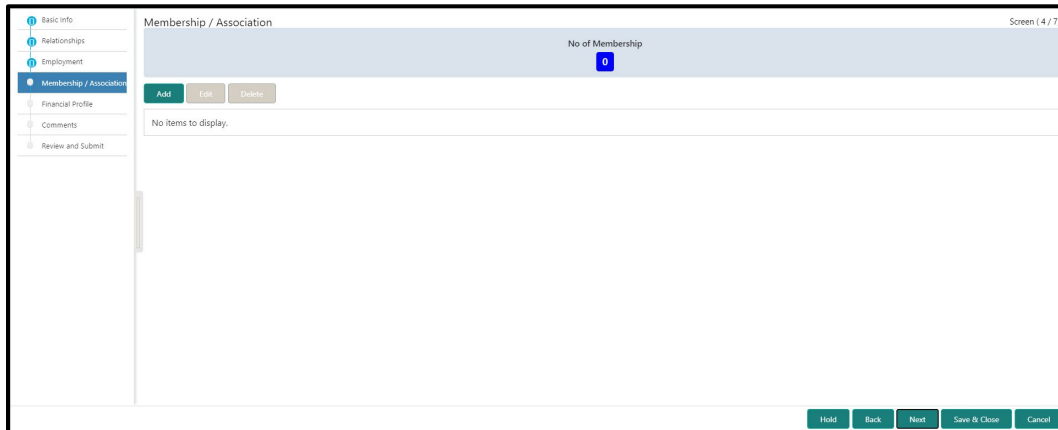 Basic Info
Relationships
Employment
Membership / Association
Financial Profile
Comments
Review and Submit
Membership / Association
Screen ( 4 / 7
No of Membership
0
Add Edit Delete
No items to display.
Hold Back Next Save & Close Cancel